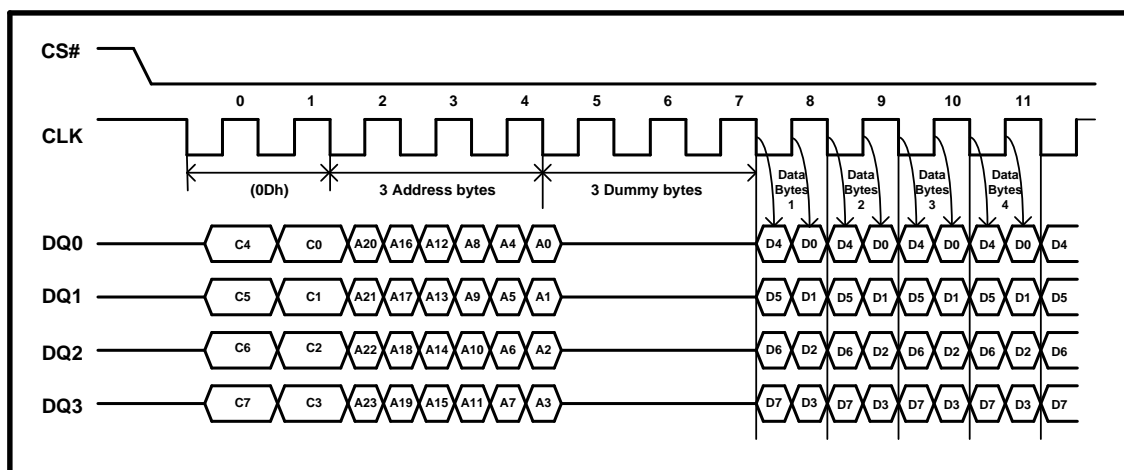 CS#
0 1 2 3 4 5 6 7 8 9 10 11
CLK
(0Dh) 3 Address bytes 3 Dummy bytes
Data Bytes 1
Data Bytes 2
Data Bytes 3
Data Bytes 4
DQ0 C4 C0 A20 A16 A12 A8 A4 A0 D4 D0 D4 D0 D4 D0 D4 D0 D4
DQ1 C5 C1 A21 A17 A13 A9 A5 A1 D5 D1 D5 D1 D5 D1 D5 D1 D5
DQ2 C6 C2 A22 A18 A14 A10 A6 A2 D6 D2 D6 D2 D6 D2 D6 D2 D6
DQ3 C7 C3 A23 A19 A15 A11 A7 A3 D7 D3 D7 D3 D7 D3 D7 D3 D7